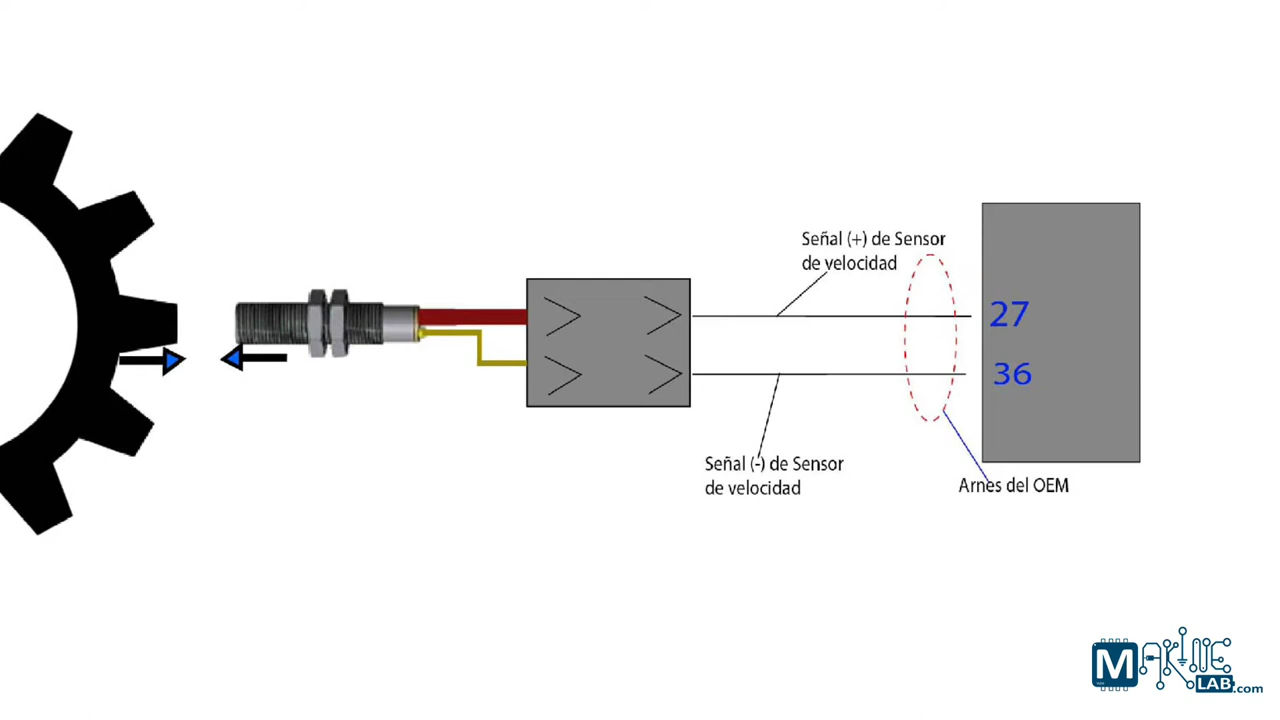 Señal (+) de Sensor
de velocidad
27
36
Señal (-) de Sensor
de velocidad
Arnes del OEM
MAKINE
LAB.com